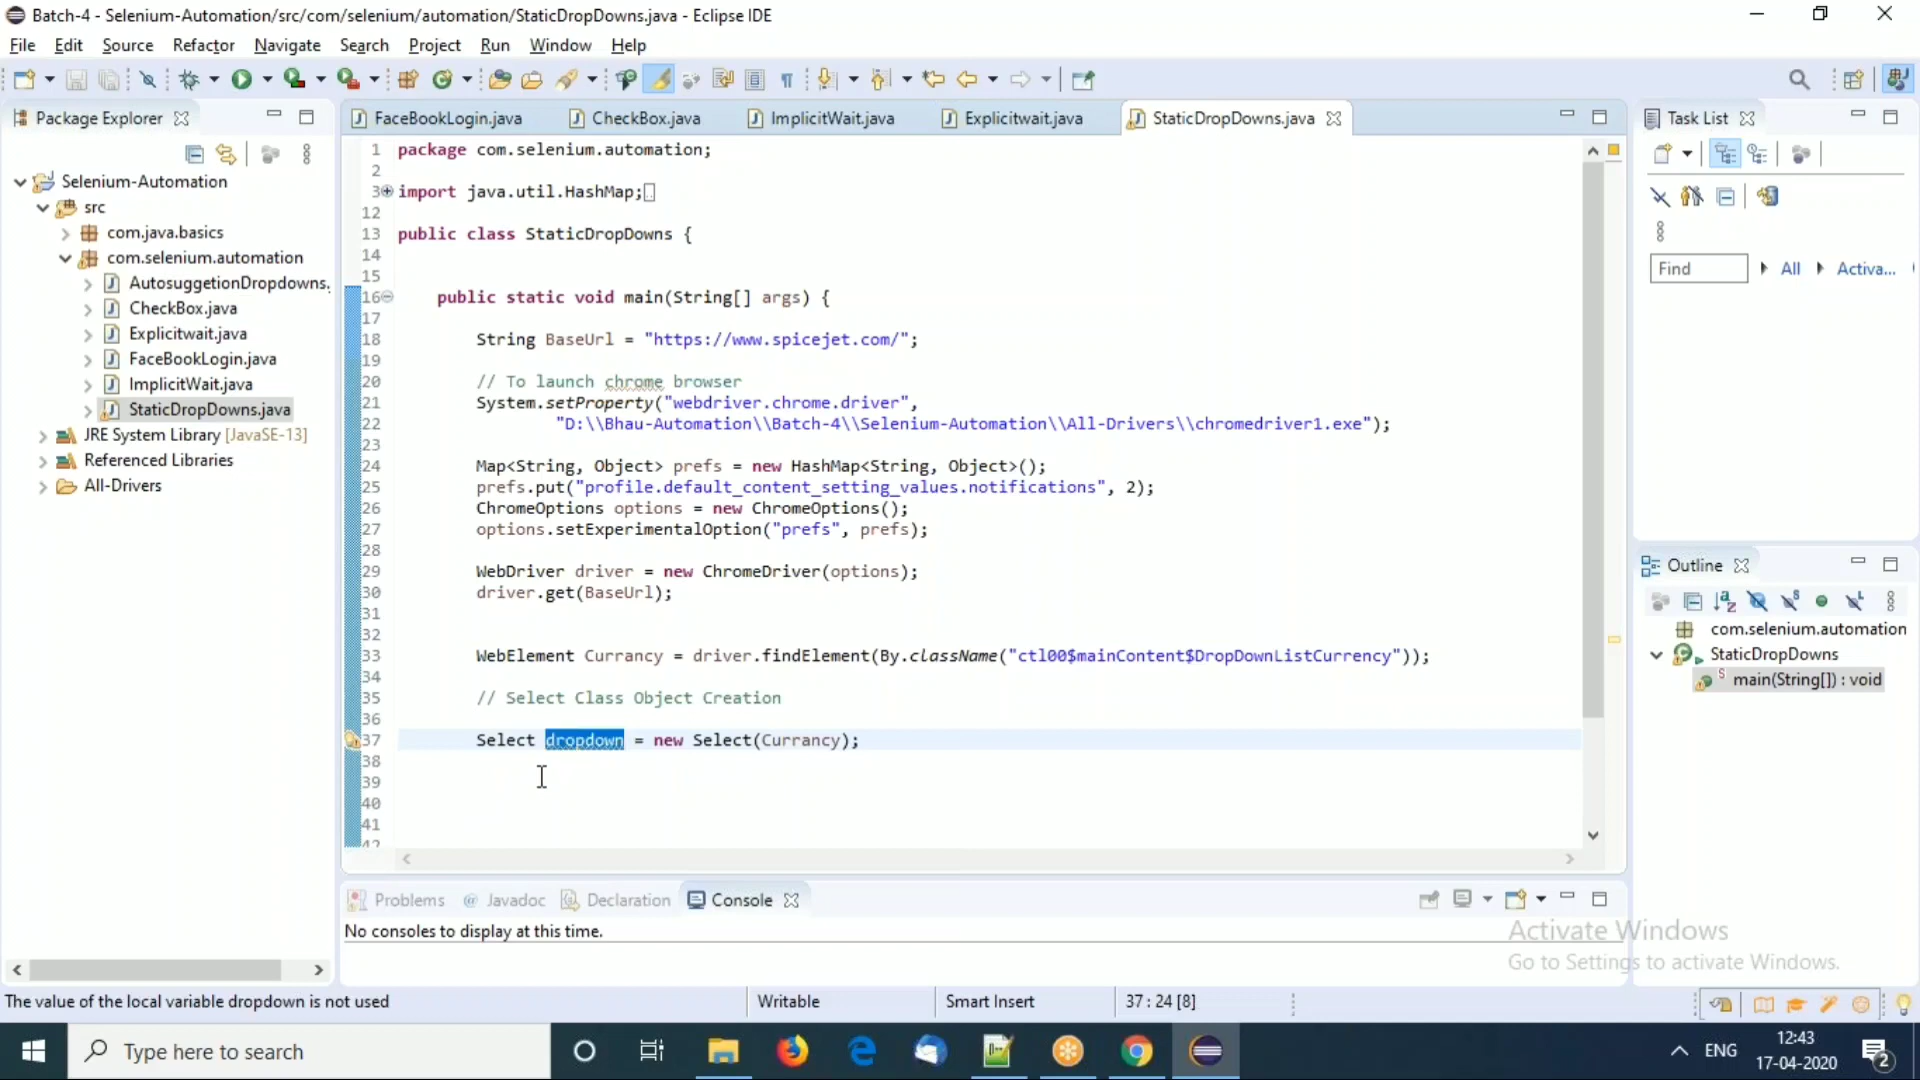 Batch-4 - Selenium-Automation/src/com/selenium/automation/StaticDropDowns.java - Eclipse IDE
File Edit Source Refactor Navigate Search Project Run Window Help
Package Explorer
Selenium-Automation
src
com.java.basics
com.selenium.automation
AutosuggetionDropdowns.
CheckBox.java
Explicitwait.java
FaceBookLogin.java
ImplicitWait.java
StaticDropDowns.java
JRE System Library [JavaSE-13]
Referenced Libraries
All-Drivers
FaceBookLogin.java CheckBox.java ImplicitWait.java Explicitwait.java StaticDropDowns.java
1 package com.selenium.automation;
2
3 import java.util.HashMap;
12
13 public class StaticDropDowns {
14
15
16 public static void main(String[] args) {
17
18 String BaseUrl = "https://www.spicejet.com/";
19
20 // To launch chrome browser
21 System.setProperty("webdriver.chrome.driver",
22 "D:\\Bhau-Automation\\Batch-4\\Selenium-Automation\\All-Drivers\\chromedriver1.exe");
23
24 Map<String, Object> prefs = new HashMap<String, Object>();
25 prefs.put("profile.default_content_setting_values.notifications", 2);
26 ChromeOptions options = new ChromeOptions();
27 options.setExperimentalOption("prefs", prefs);
28
29 WebDriver driver = new ChromeDriver(options);
30 driver.get(BaseUrl);
31
32
33 WebElement Currancy = driver.findElement(By.className("ctl00$mainContent$DropDownListCurrency"));
34
35 // Select Class Object Creation
36
37 Select dropdown = new Select(Currancy);
38
39
40
41
42
Task List
Find All Activa...
Outline
com.selenium.automation
StaticDropDowns
main(String[]) : void
Problems @ Javadoc Declaration Console
No consoles to display at this time.
Activate Windows
Go to Settings to activate Windows.
The value of the local variable dropdown is not used Writable Smart Insert 37 : 24 [8]
Type here to search
ENG
12:43
17-04-2020
2